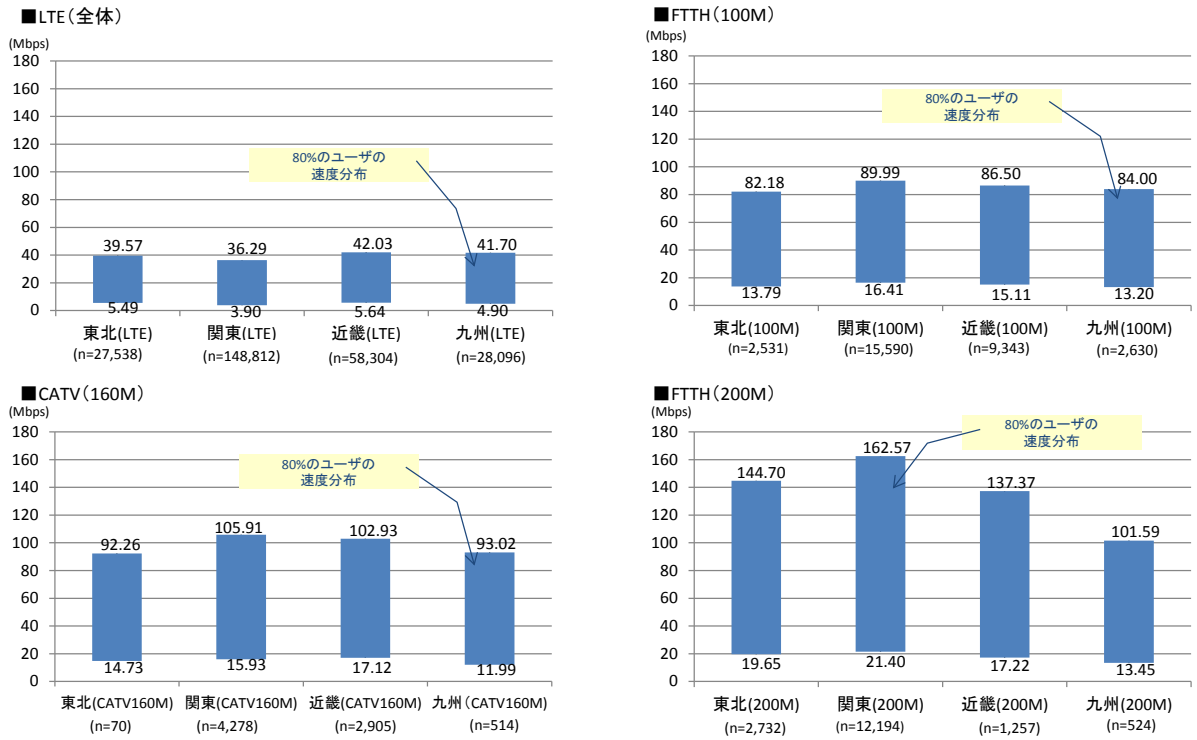 ■LTE(全体)
(Mbps)
180
160
140
120
100
80
60
40
20
0
80%のユーザの
速度分布
39.57
36.29
42.03
41.70
5.49
3.90
5.64
4.90
東北(LTE)
関東(LTE)
近畿(LTE)
九州(LTE)
(n=27,538)
(n=148,812)
(n=58,304)
(n=28,096)
■FTTH(100M)
(Mbps)
180
160
140
120
100
80
60
40
20
0
80%のユーザの
速度分布
82.18
89.99
86.50
84.00
13.79
16.41
15.11
13.20
東北(100M)
関東(100M)
近畿(100M)
九州(100M)
(n=2,531)
(n=15,590)
(n=9,343)
(n=2,630)
■CATV(160M)
(Mbps)
180
160
140
120
100
80
60
40
20
0
80%のユーザの
速度分布
92.26
105.91
102.93
93.02
14.73
15.93
17.12
11.99
東北(CATV160M)
関東(CATV160M)
近畿(CATV160M)
九州(CATV160M)
(n=70)
(n=4,278)
(n=2,905)
(n=514)
■FTTH(200M)
(Mbps)
180
160
140
120
100
80
60
40
20
0
80%のユーザの
速度分布
144.70
162.57
137.37
101.59
19.65
21.40
17.22
13.45
東北(200M)
関東(200M)
近畿(200M)
九州(200M)
(n=2,732)
(n=12,194)
(n=1,257)
(n=524)